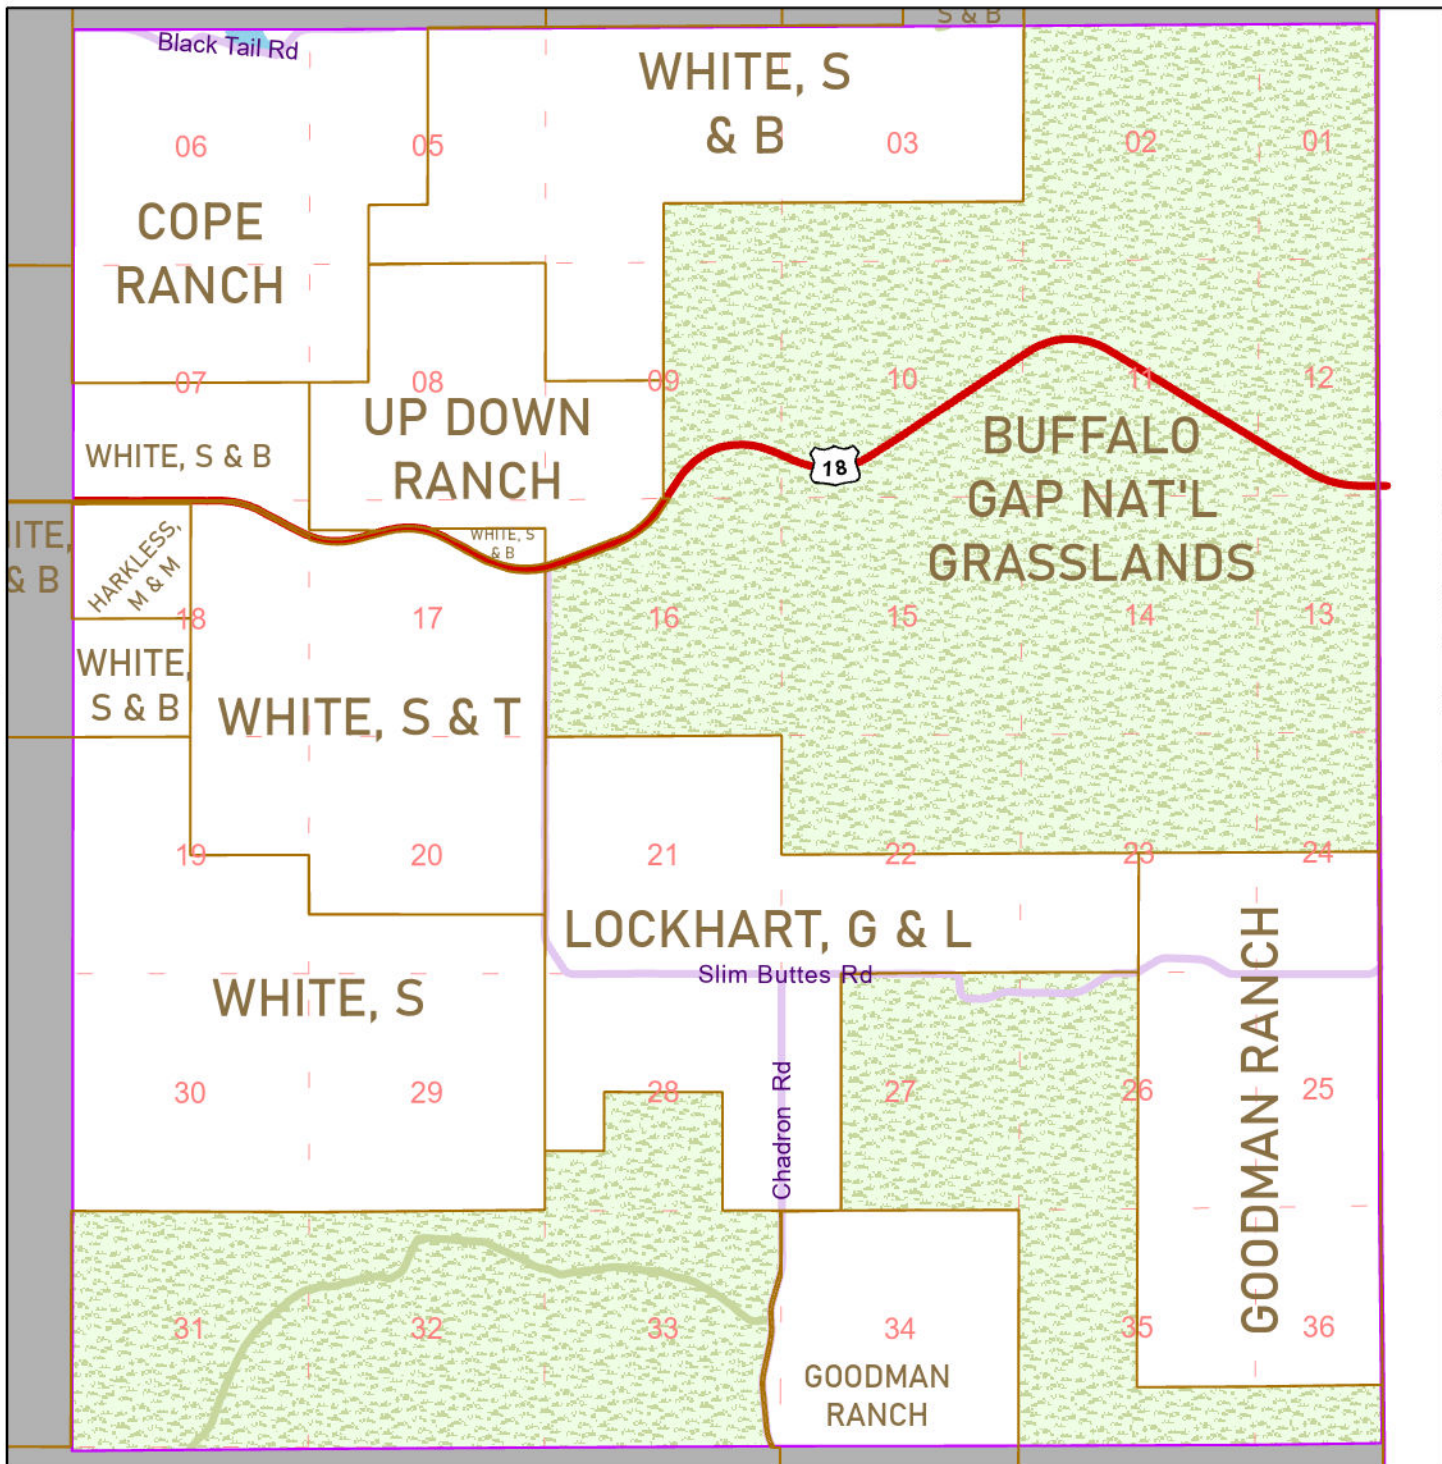 S & B
Black Tail Rd
WHITE, S
& B
06
05
03
02
01
COPE
RANCH
07
08
09
10
11
12
UP DOWN
RANCH
WHITE, S & B
18
BUFFALO
GAP NAT'L
GRASSLANDS
ITE,
& B
HARKLESS,
M & M
WHITE, S
& B
18
17
16
15
14
13
WHITE,
S & B
WHITE, S & T
19
20
21
22
23
24
LOCKHART, G & L
Slim Buttes Rd
WHITE, S
GOODMAN RANCH
30
29
28
27
26
25
Chadron Rd
31
32
33
34
35
36
GOODMAN
RANCH